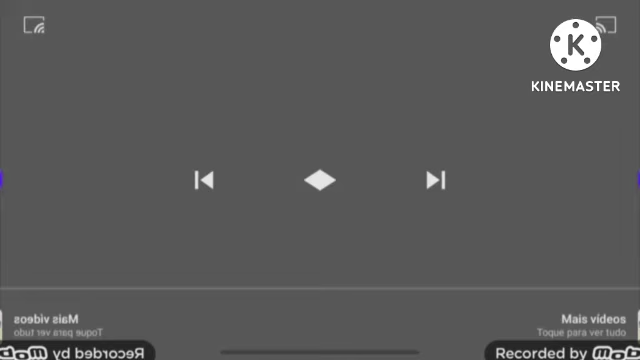 KINEMASTER
Mais vídeos
Toque para ver tudo
Recorded by
Mais vídeos
Toque para ver tudo
Recorded by